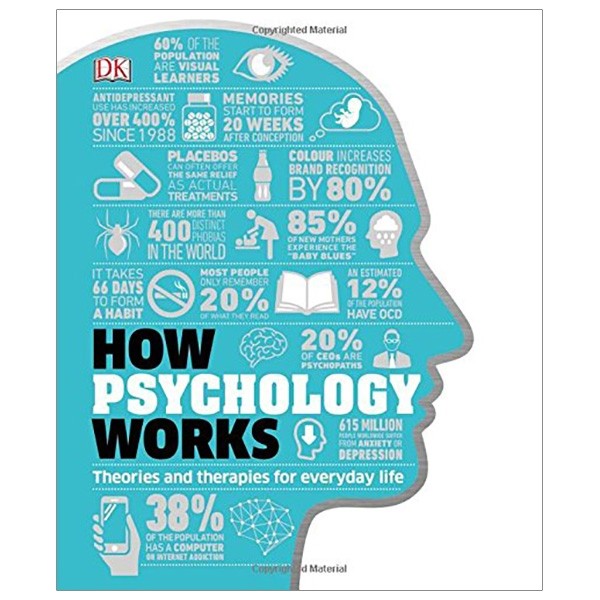 Copyrighted Material
DK
60% OF THE
POPULATION
ARE VISUAL
LEARNERS
ANTIDEPRESSANT
USE HAS INCREASED
OVER 400%
SINCE 1988
MEMORIES
START TO FORM
20 WEEKS
AFTER CONCEPTION
PLACEBOS
CAN OFTEN OFFER
THE SAME RELIEF
AS ACTUAL
TREATMENTS
COLOUR INCREASES
BRAND RECOGNITION
BY 80%
THERE ARE MORE THAN
400 DISTINCT
PHOBIAS
IN THE WORLD
85%
OF NEW MOTHERS
EXPERIENCE THE
"BABY BLUES"
IT TAKES
66 DAYS
TO FORM
A HABIT
MOST PEOPLE
ONLY REMEMBER
20%
OF WHAT THEY READ
AN ESTIMATED
12%
OF THE POPULATION
HAVE OCD
20%
OF CEOs ARE
PSYCHOPATHS
HOW
PSYCHOLOGY
WORKS
615 MILLION
PEOPLE WORLDWIDE SUFFER
FROM ANXIETY OR
DEPRESSION
Theories and therapies for everyday life
38%
OF THE POPULATION
HAS A COMPUTER
OR INTERNET ADDICTION
Copyrighted Material